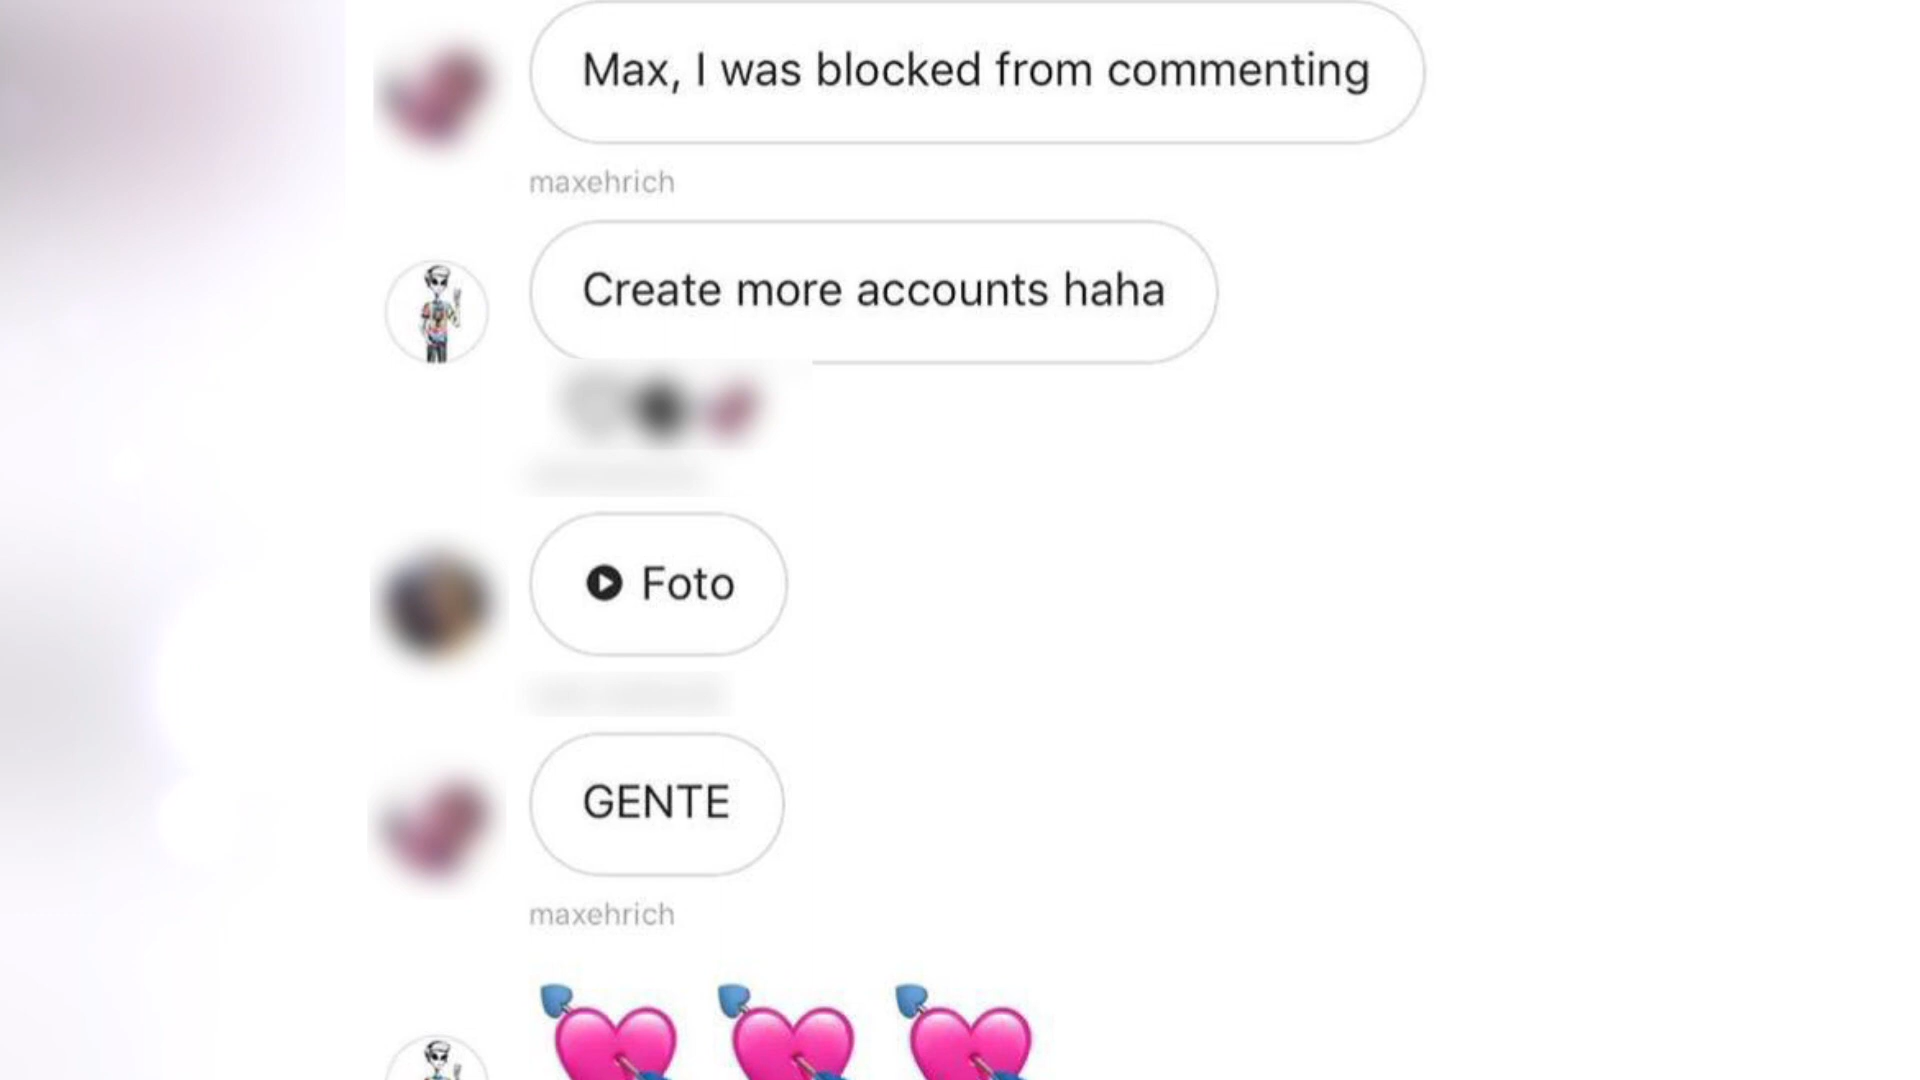 Max, I was blocked from commenting
maxehrich
Create more accounts haha
Foto
GENTE
maxehrich